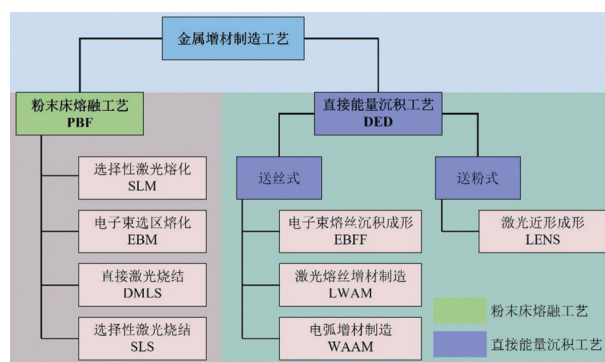 金属增材制造工艺
粉末床熔融工艺
PBF
直接能量沉积工艺
DED
选择性激光熔化
SLM
电子束选区熔化
EBM
直接激光烧结
DMLS
选择性激光烧结
SLS
送丝式
送粉式
电子束熔丝沉积成形
EBFF
激光熔丝增材制造
LWAM
电弧增材制造
WAAM
激光近形成形
LENS
粉末床熔融工艺
直接能量沉积工艺